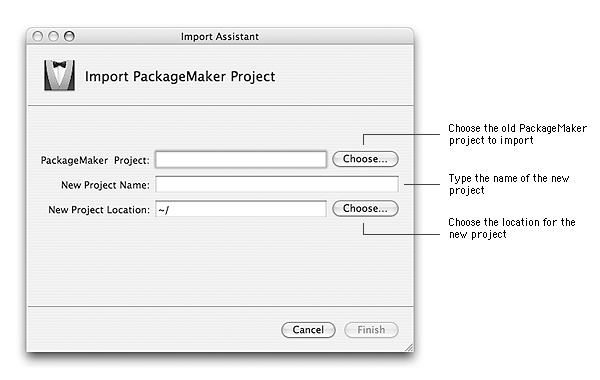 Import Assistant
Import PackageMaker Project
Choose the old PackageMaker
project to import
PackageMaker Project:
Choose...
New Project Name:
Type the name of the new
project
New Project Location:
~/
Choose...
Choose the location for the
new project
Cancel
Finish